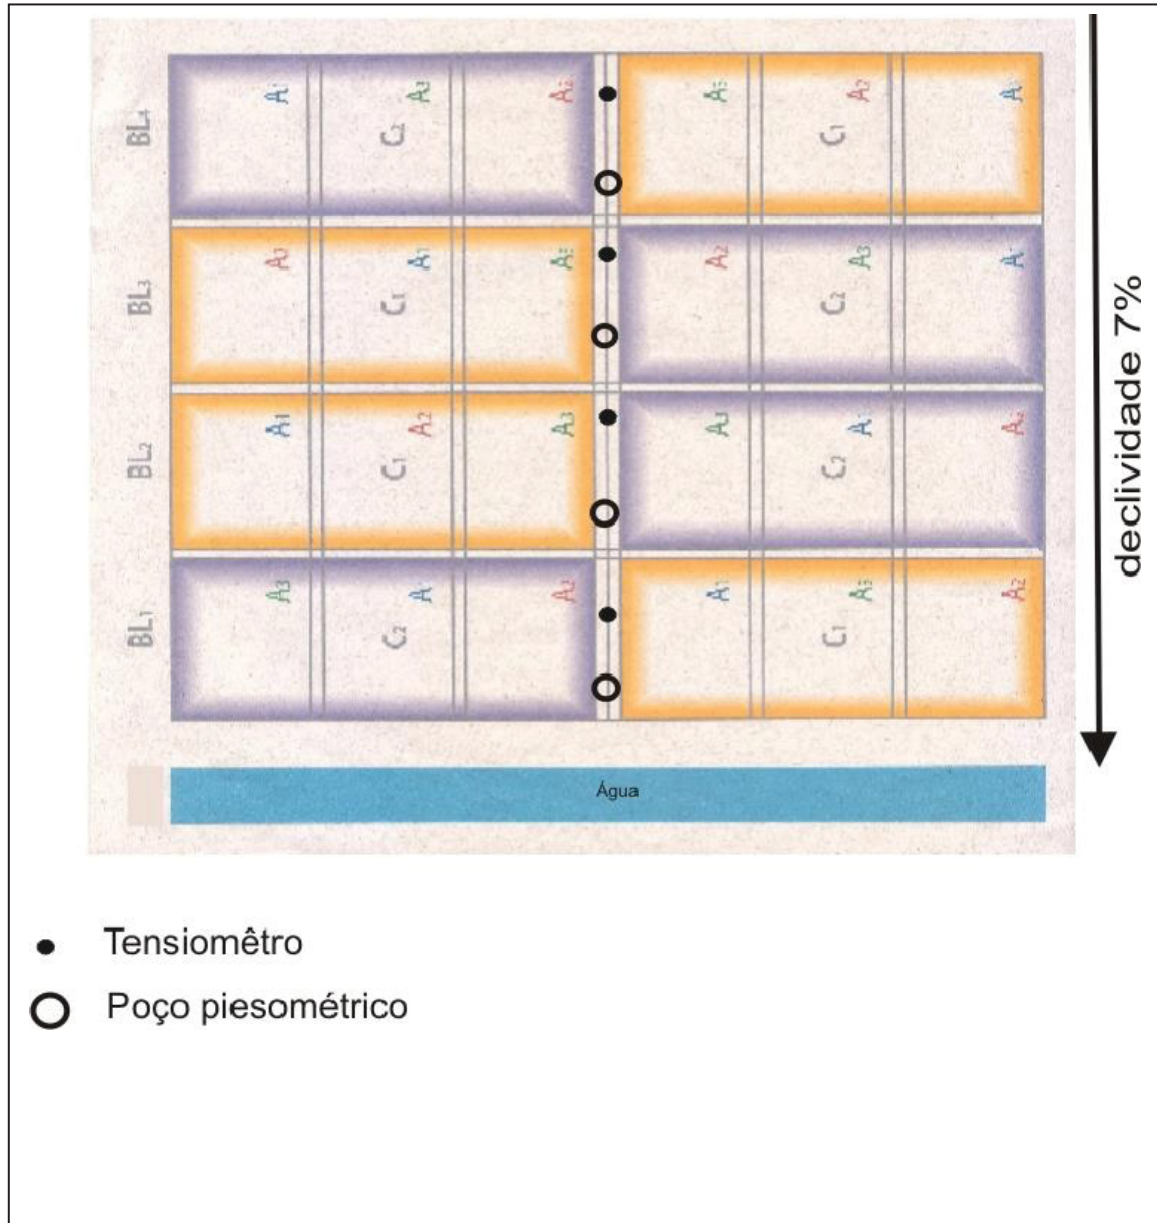 BL4 A1 C2 A3 A2 A3 C1 A2 A1
BL3 A2 C1 A1 A3 A2 C2 A3 A1
BL2 A1 C1 A2 A3 A3 C2 A1 A2
BL1 A3 C2 A1 A2 A1 C1 A3 A2
declividade 7%
Água
Tensiomêtro
Poço piesométrico